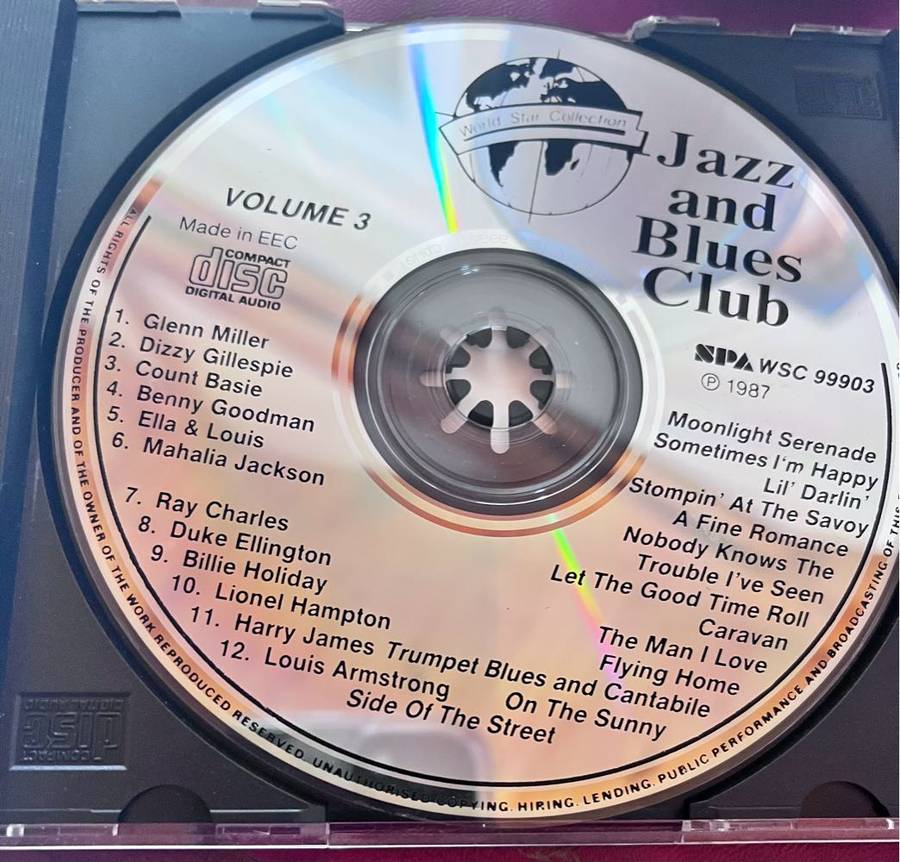 World Star Collection
Jazz
and
Blues
Club
VOLUME 3
Made in EEC
COMPACT
disc
DIGITAL AUDIO
SPA WSC 99903
℗ 1987
1. Glenn Miller Moonlight Serenade
2. Dizzy Gillespie Sometimes I'm Happy
3. Count Basie Lil' Darlin'
4. Benny Goodman Stompin' At The Savoy
5. Ella & Louis A Fine Romance
6. Mahalia Jackson Nobody Knows The
Trouble I've Seen
7. Ray Charles Let The Good Time Roll
8. Duke Ellington Caravan
9. Billie Holiday The Man I Love
10. Lionel Hampton Flying Home
11. Harry James Trumpet Blues and Cantabile
12. Louis Armstrong On The Sunny
Side Of The Street
ALL RIGHTS OF THE PRODUCER AND OF THE OWNER OF THE WORK REPRODUCED RESERVED. UNAUTHORISED COPYING. HIRING. LENDING. PUBLIC PERFORMANCE AND BROADCASTING OF THIS
COMPACT
disc
DIGITAL AUDIO